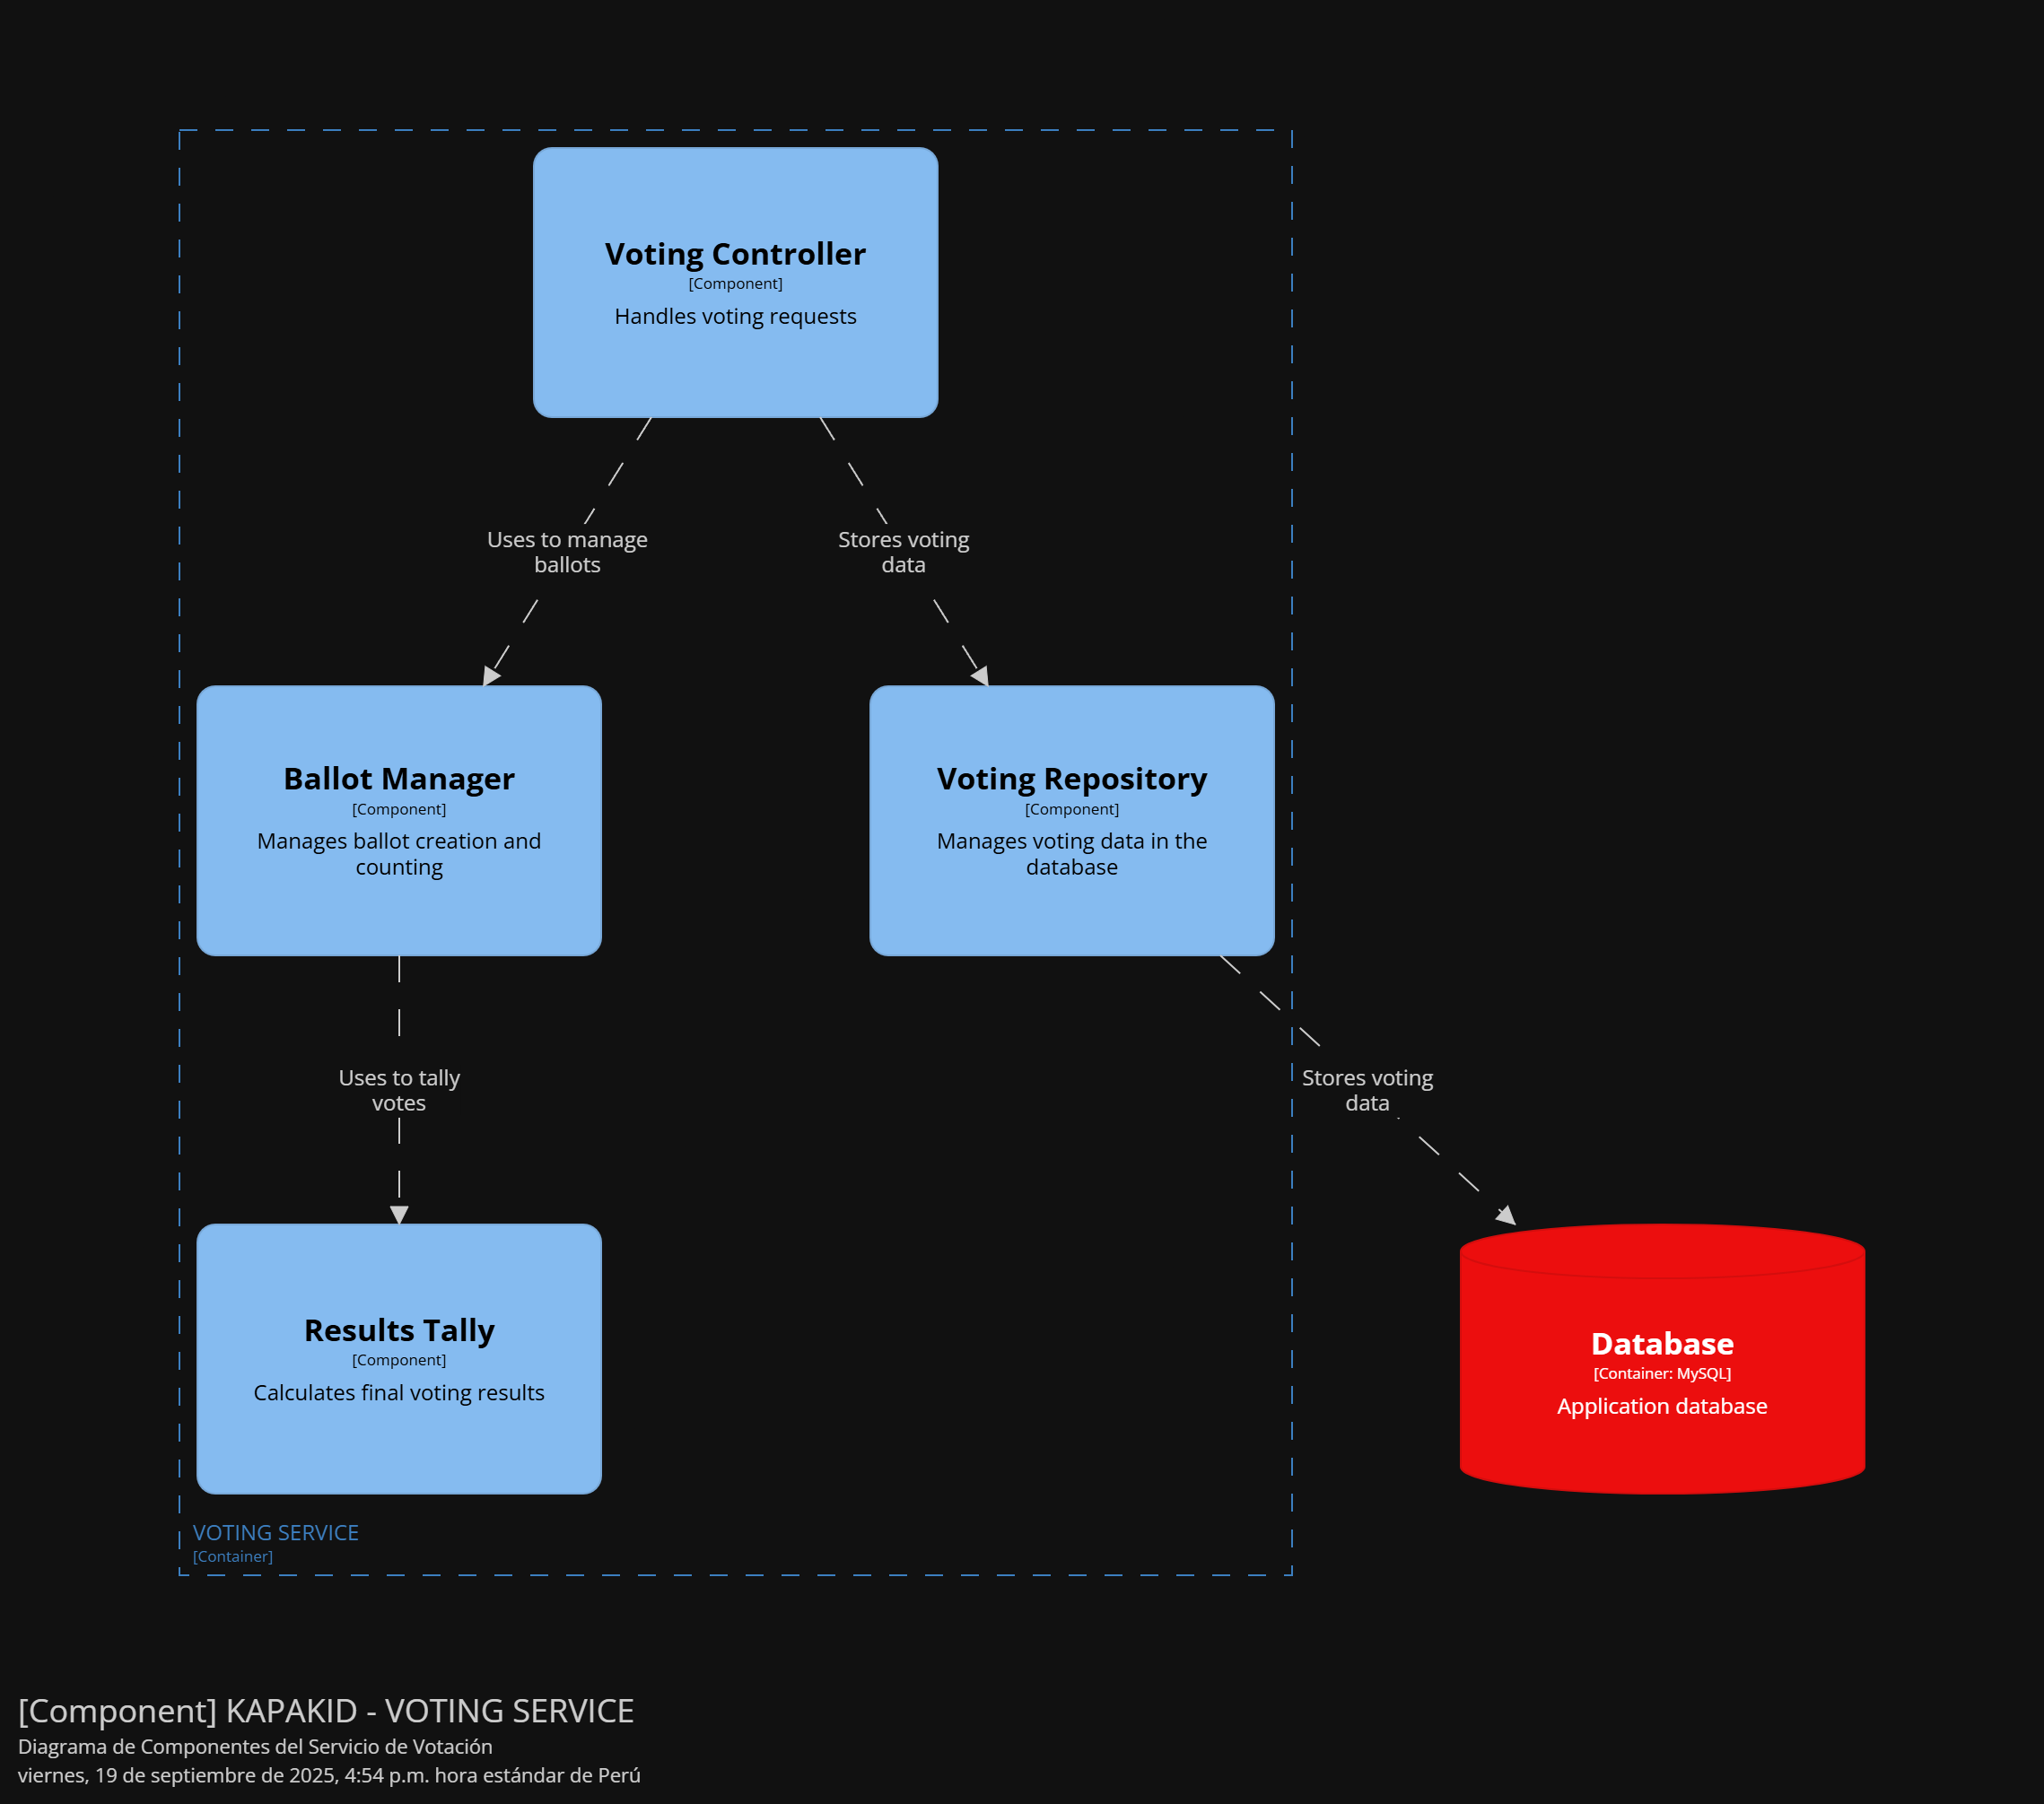 Voting Controller
[Component]
Handles voting requests
Uses to manage
ballots
Stores voting
data
Ballot Manager
[Component]
Manages ballot creation and
counting
Voting Repository
[Component]
Manages voting data in the
database
Uses to tally
votes
Stores voting
data
Results Tally
[Component]
Calculates final voting results
Database
[Container: MySQL]
Application database
VOTING SERVICE
[Container]
[Component] KAPAKID - VOTING SERVICE
Diagrama de Componentes del Servicio de Votación
viernes, 19 de septiembre de 2025, 4:54 p.m. hora estándar de Perú